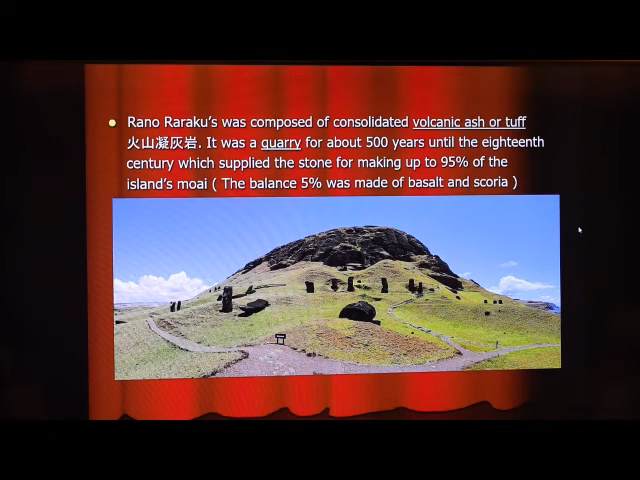 Rano Raraku's was composed of consolidated volcanic ash or tuff
火山凝灰岩. It was a quarry for about 500 years until the eighteenth
century which supplied the stone for making up to 95% of the
island's moai ( The balance 5% was made of basalt and scoria )